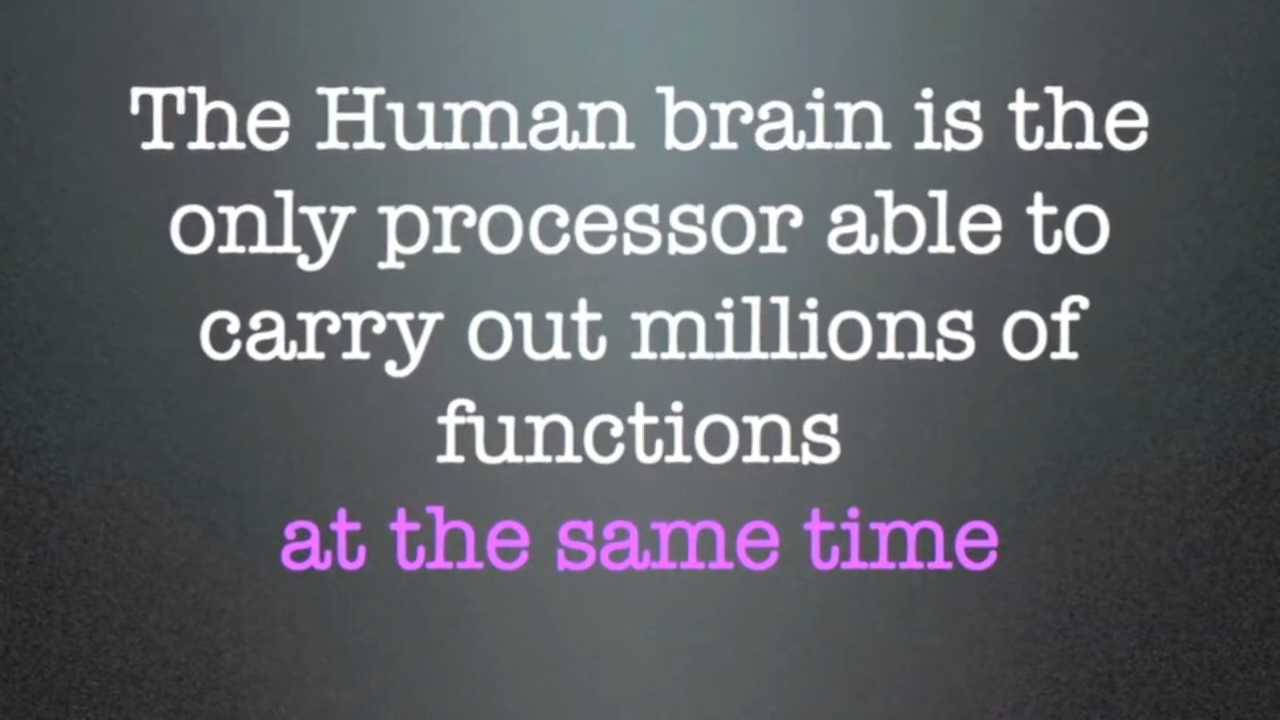 The Human brain is the
only processor able to
carry out millions of
functions
at the same time